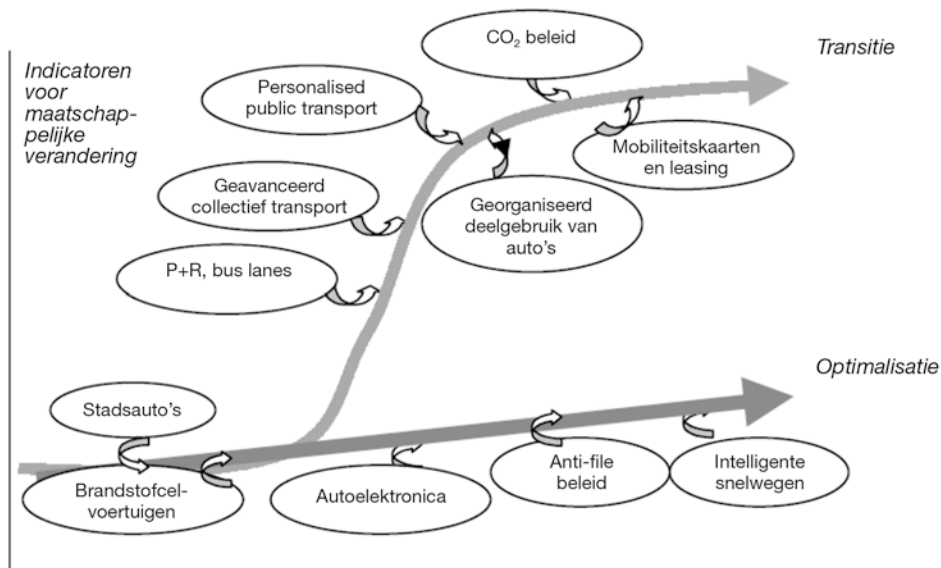 CO₂ beleid
Transitie
Indicatoren
voor
maatschap-
pelijke
verandering
Personalised
public transport
Mobiliteitskaarten
en leasing
Geavanceerd
collectief transport
Georganiseerd
deelgebruik van
auto's
P+R, bus lanes
Optimalisatie
Stadsauto's
Brandstofcel-
voertuigen
Autoelektronica
Anti-file
beleid
Intelligente
snelwegen